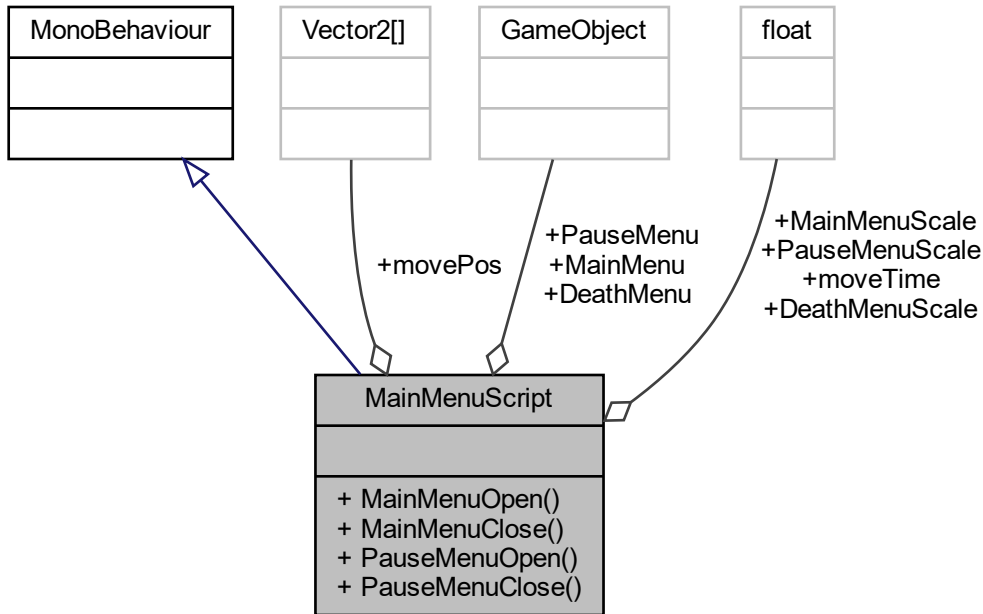 MonoBehaviour
Vector2[]
GameObject
float
+movePos
+PauseMenu
+MainMenu
+DeathMenu
+MainMenuScale
+PauseMenuScale
+moveTime
+DeathMenuScale
MainMenuScript
+ MainMenuOpen()
+ MainMenuClose()
+ PauseMenuOpen()
+ PauseMenuClose()